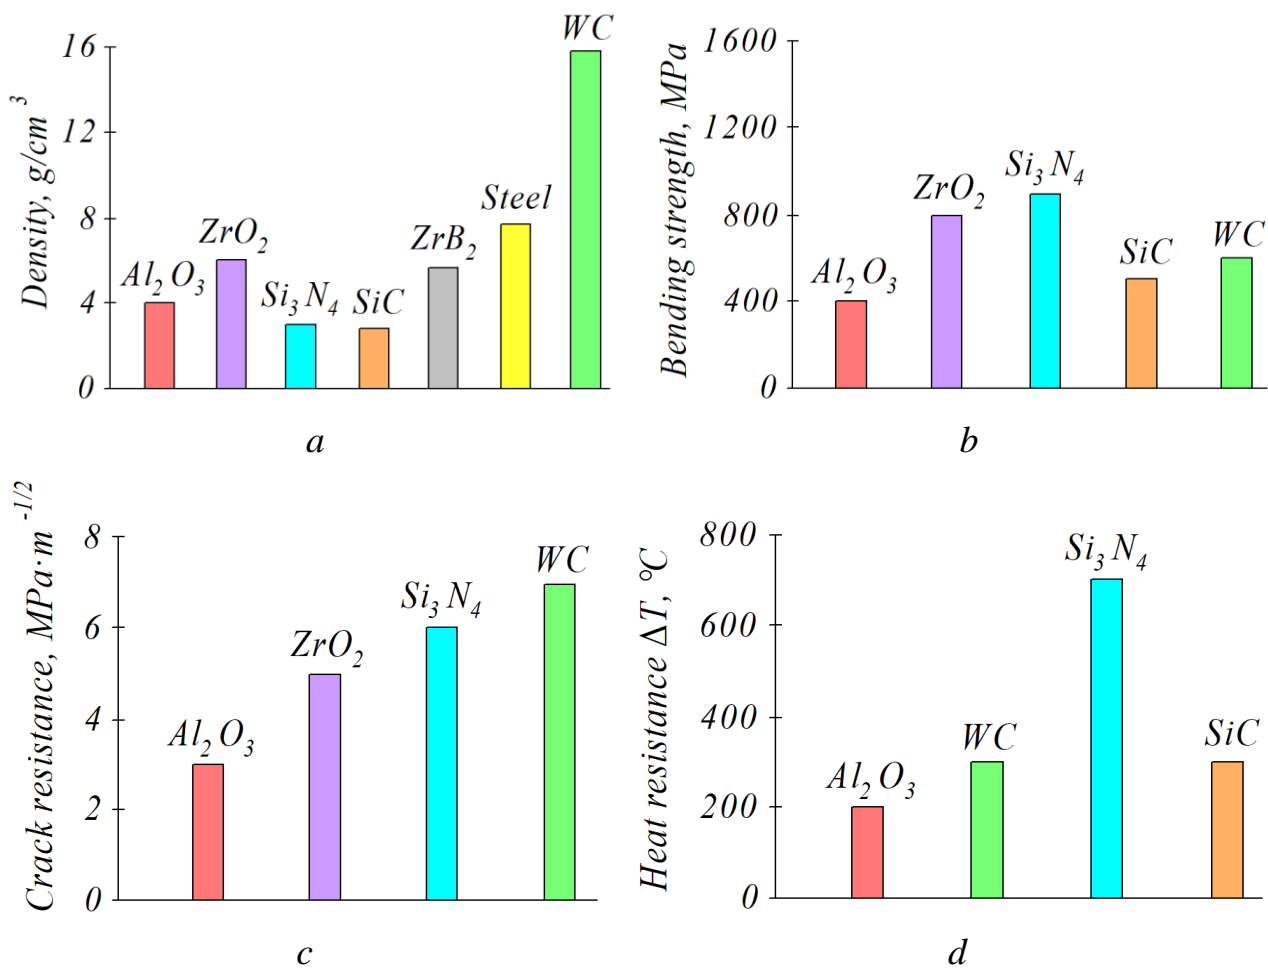 Density, g/cm³
16
12
8
4
0
Al₂O₃
ZrO₂
Si₃N₄
SiC
ZrB₂
Steel
WC
a
Bending strength, MPa
1600
1200
800
400
0
Al₂O₃
ZrO₂
Si₃N₄
SiC
WC
b
Crack resistance, MPa·m⁻¹/²
8
6
4
2
0
Al₂O₃
ZrO₂
Si₃N₄
WC
c
Heat resistance ΔT, °C
800
600
400
200
0
Al₂O₃
WC
Si₃N₄
SiC
d